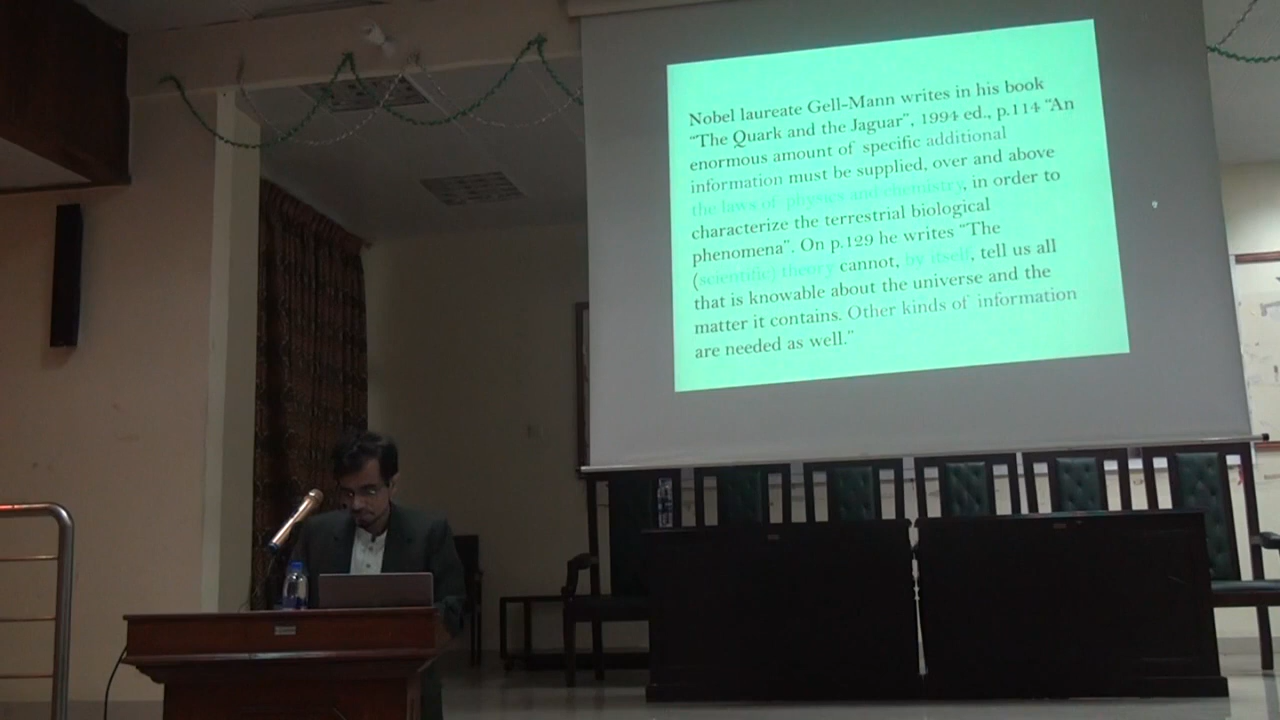 Nobel laureate Gell-Mann writes in his book
“The Quark and the Jaguar”, 1994 ed., p.114 “An
enormous amount of specific additional
information must be supplied, over and above
the laws of physics and chemistry, in order to
characterize the terrestrial biological
phenomena”. On p.129 he writes “The
(scientific) theory cannot, by itself, tell us all
that is knowable about the universe and the
matter it contains. Other kinds of information
are needed as well.”